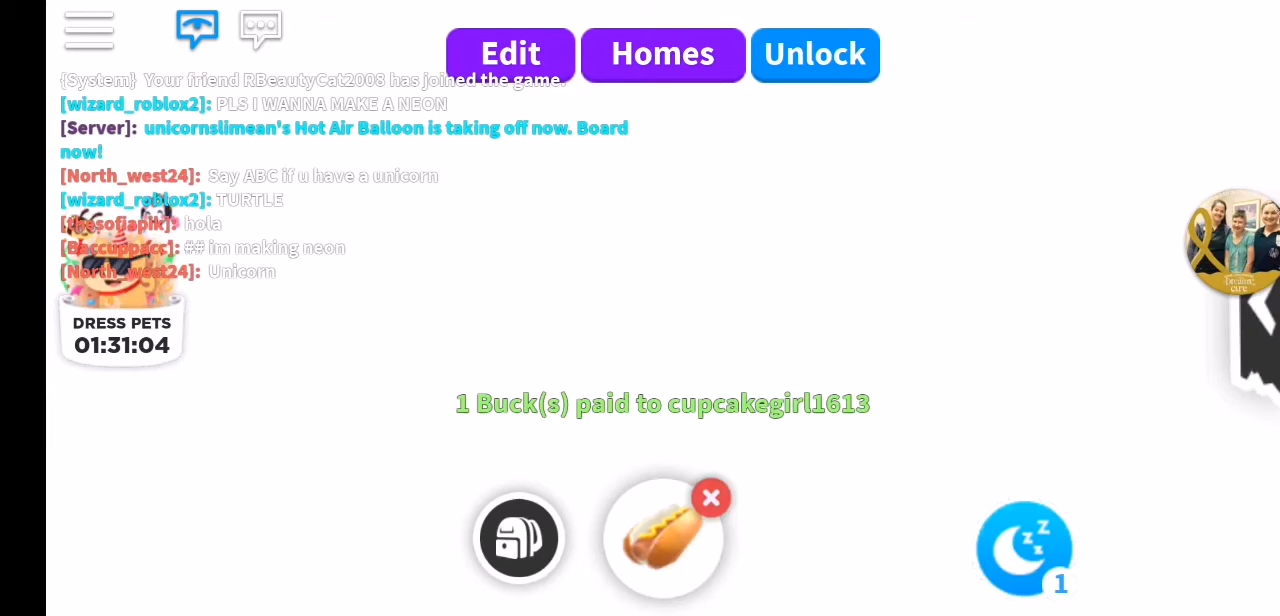 Edit Homes Unlock
{System} Your friend RBeautyCat2008 has joined the game.
[wizard_roblox2]: PLS I WANNA MAKE A NEON
[Server]: unicornslimean's Hot Air Balloon is taking off now. Board
now!
[North_west24]: Say ABC if u have a unicorn
[wizard_roblox2]: TURTLE
[thesofiapik]: hola
[Baccuppacc]: ## im making neon
[North_west24]: Unicorn
DRESS PETS
01:31:04
1 Buck(s) paid to cupcakegirl1613
z z z
1